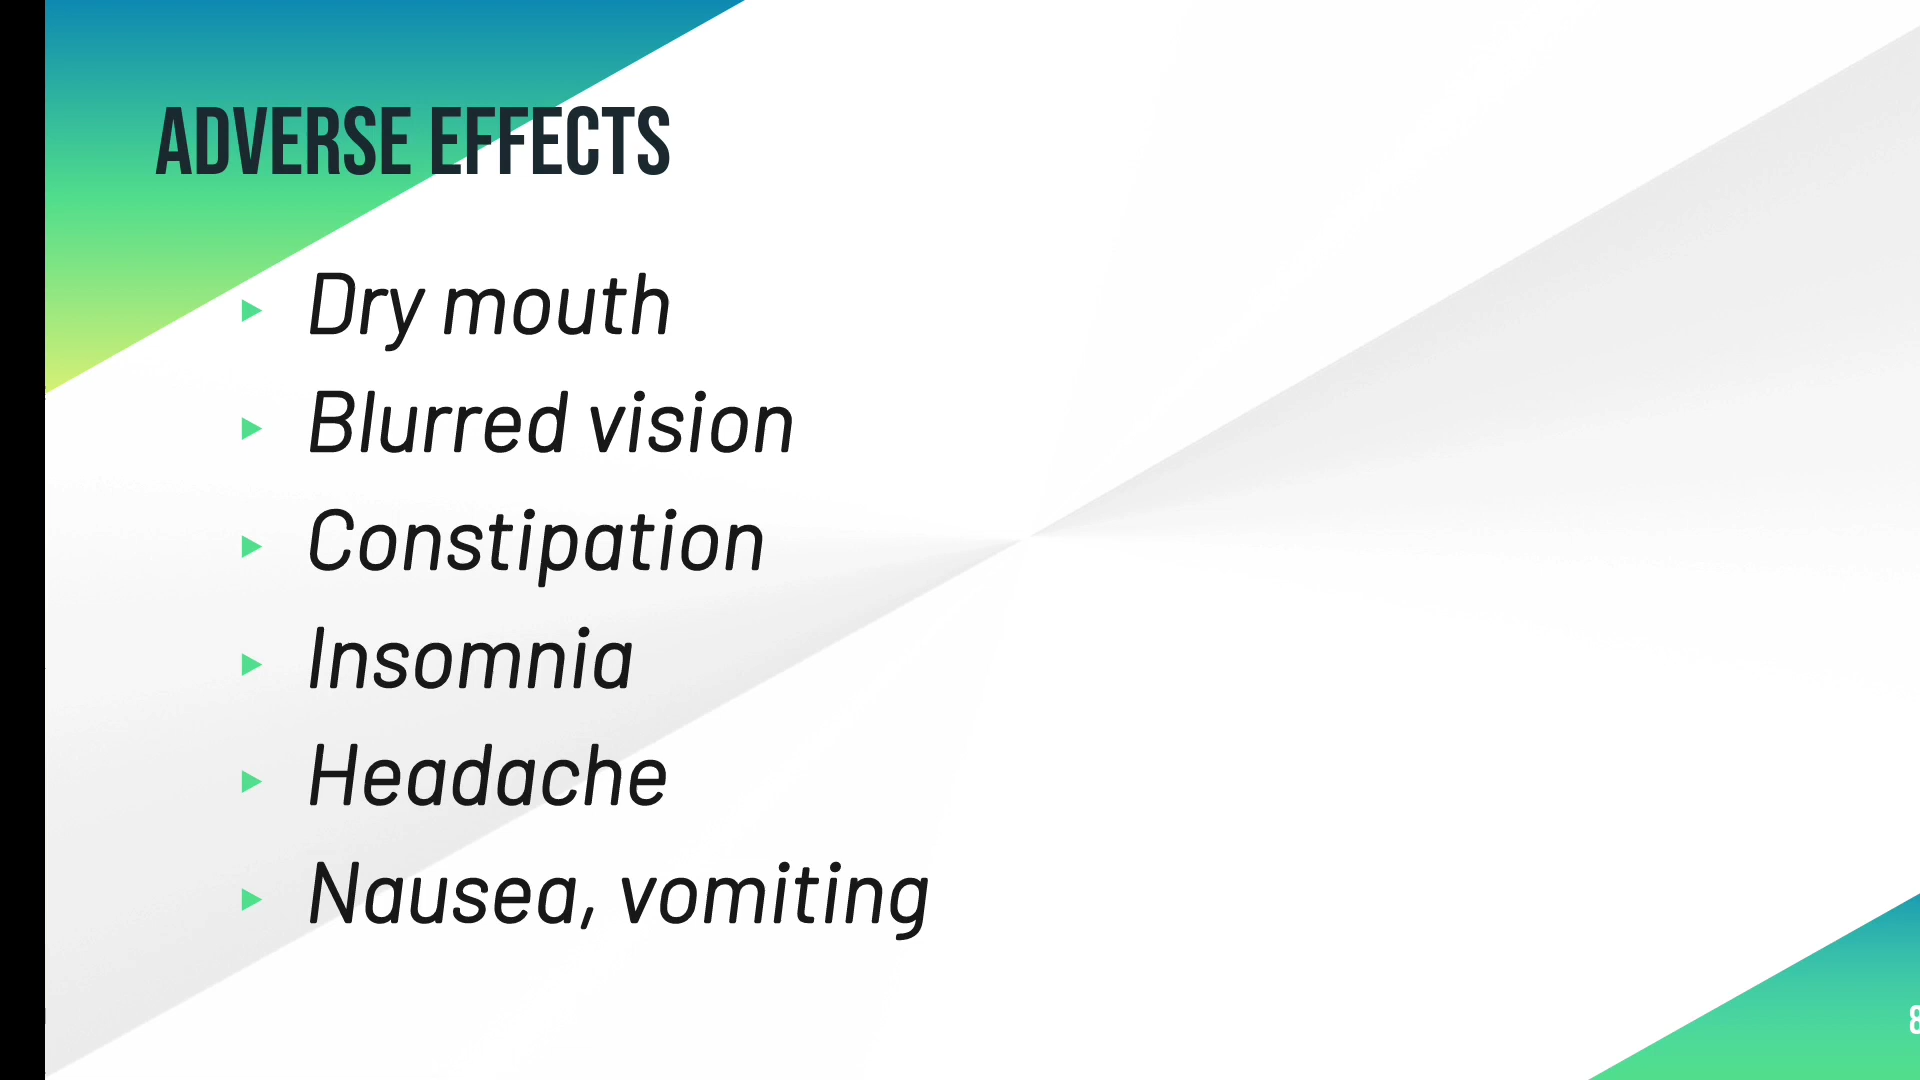 ADVERSE EFFECTS
Dry mouth
Blurred vision
Constipation
Insomnia
Headache
Nausea, vomiting